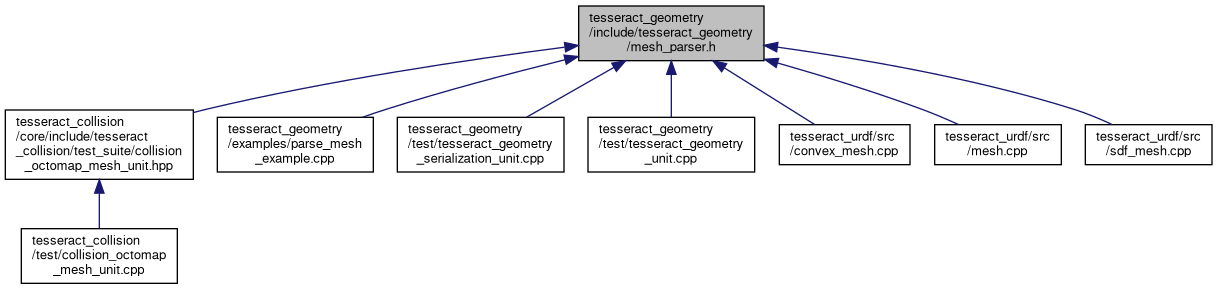 tesseract_geometry
/include/tesseract_geometry
/mesh_parser.h
tesseract_collision
/core/include/tesseract
_collision/test_suite/collision
_octomap_mesh_unit.hpp
tesseract_geometry
/examples/parse_mesh
_example.cpp
tesseract_geometry
/test/tesseract_geometry
_serialization_unit.cpp
tesseract_geometry
/test/tesseract_geometry
_unit.cpp
tesseract_urdf/src
/convex_mesh.cpp
tesseract_urdf/src
/mesh.cpp
tesseract_urdf/src
/sdf_mesh.cpp
tesseract_collision
/test/collision_octomap
_mesh_unit.cpp